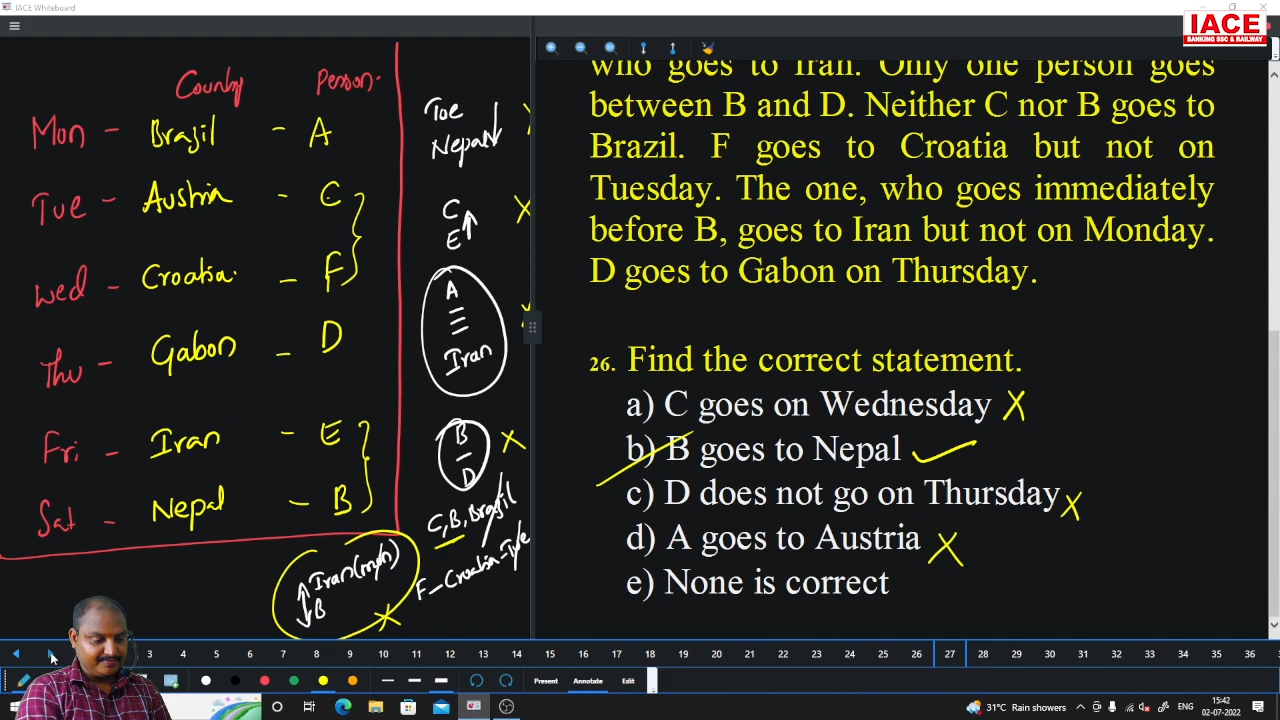 IACE Whiteboard
IACE
BANKING SSC & RAILWAY
Country Person
Mon - Brazil - A
Tue - Austria - C
Wed - Croatia - F
Thu - Gabon - D
Fri - Iran - E
Sat - Nepal - B
Tue
Nepal
C
E
A
Iran
B
D
C, B, Brazil
F - Croatia - Tue
Iran (Mon)
B
who goes to Iran. Only one person goes
between B and D. Neither C nor B goes to
Brazil. F goes to Croatia but not on
Tuesday. The one, who goes immediately
before B, goes to Iran but not on Monday.
D goes to Gabon on Thursday.
26. Find the correct statement.
a) C goes on Wednesday
b) B goes to Nepal
c) D does not go on Thursday
d) A goes to Austria
e) None is correct
3 4 5 6 7 8 9 10 11 12 13 14 15 16 17 18 19 20 21 22 23 24 25 26 27 28 29 30 31 32 33 34 35 36
Present Annotate Edit
31°C Rain showers ENG 15:42
02-07-2022